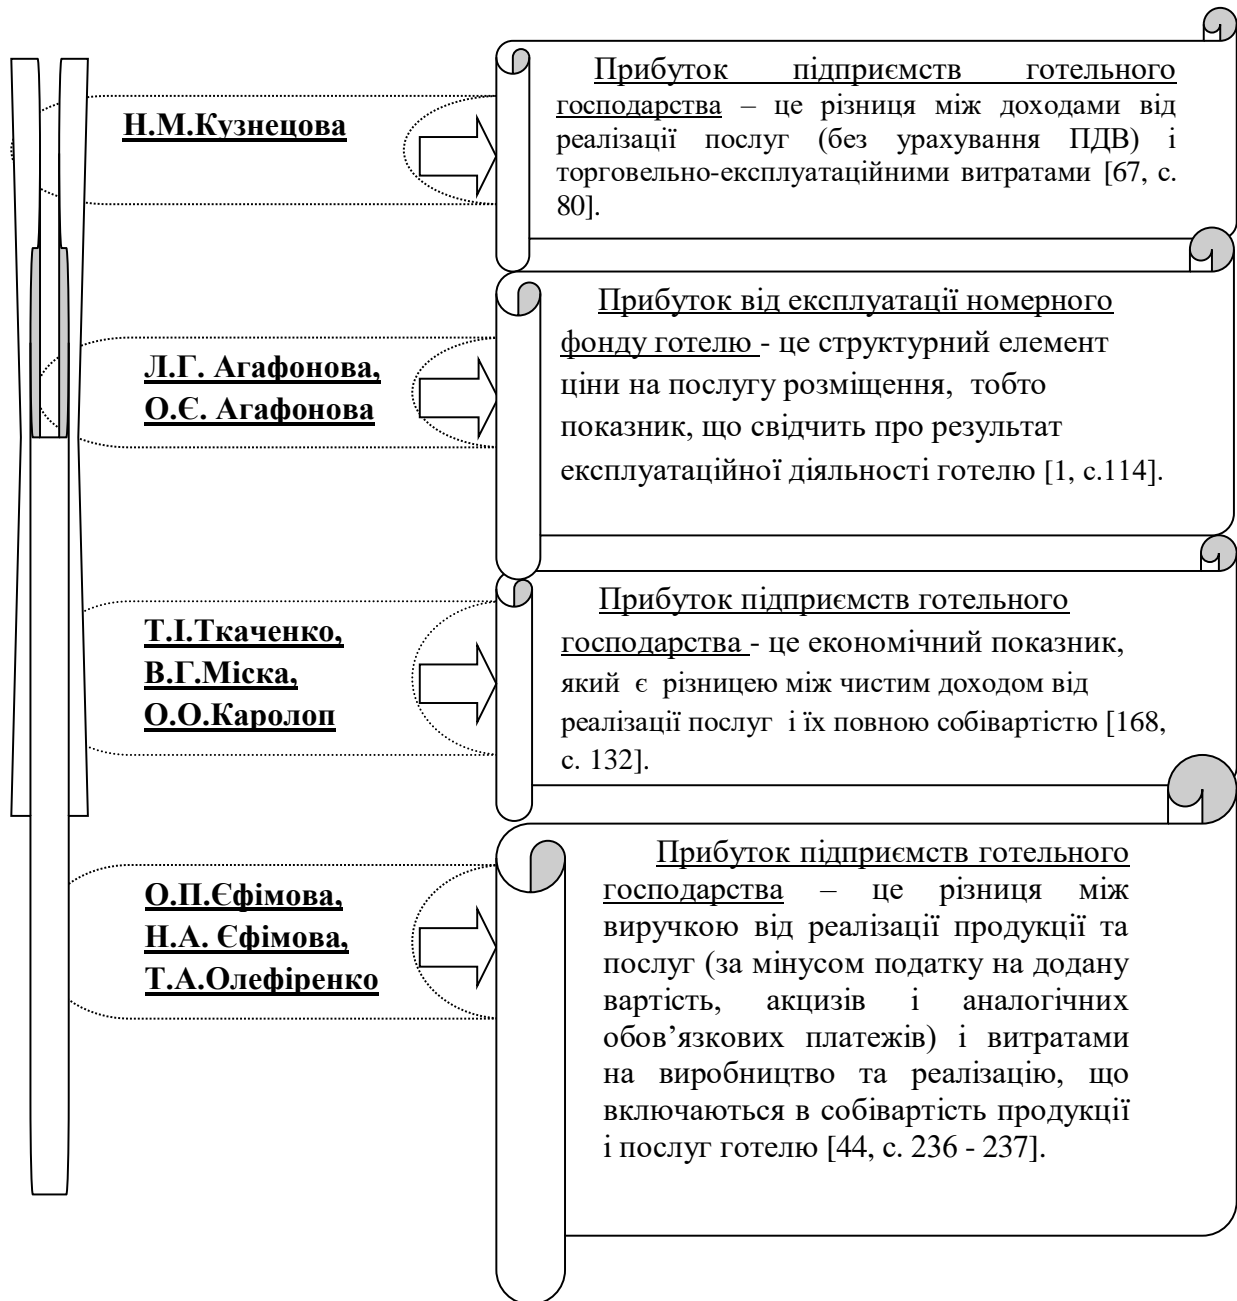 Н.М.Кузнецова
Прибуток підприємств готельного
господарства – це різниця між доходами від
реалізації послуг (без урахування ПДВ) і
торговельно-експлуатаційними витратами [67, с.
80].
Л.Г. Агафонова,
О.Є. Агафонова
Прибуток від експлуатації номерного
фонду готелю - це структурний елемент
ціни на послугу розміщення, тобто
показник, що свідчить про результат
експлуатаційної діяльності готелю [1, с.114].
Т.І.Ткаченко,
В.Г.Міска,
О.О.Каролоп
Прибуток підприємств готельного
господарства - це економічний показник,
який є різницею між чистим доходом від
реалізації послуг і їх повною собівартістю [168,
с. 132].
О.П.Єфімова,
Н.А. Єфімова,
Т.А.Олефіренко
Прибуток підприємств готельного
господарства – це різниця між
виручкою від реалізації продукції та
послуг (за мінусом податку на додану
вартість, акцизів і аналогічних
обов’язкових платежів) і витратами
на виробництво та реалізацію, що
включаються в собівартість продукції
і послуг готелю [44, с. 236 - 237].